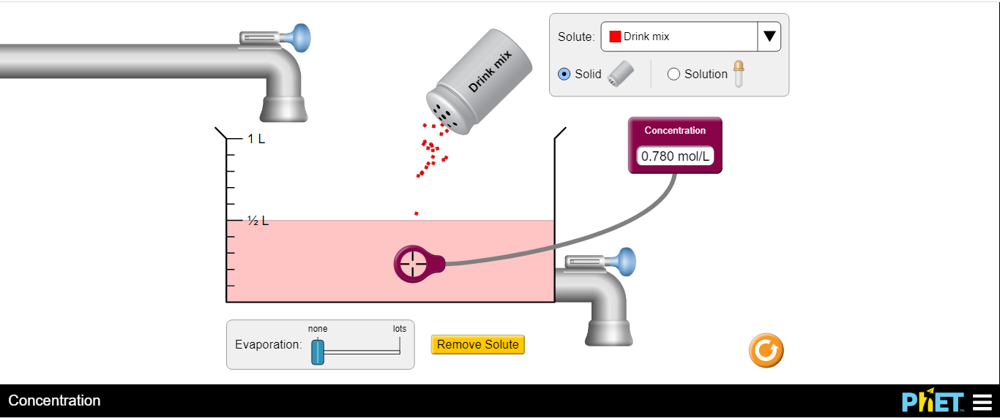 Solute: Drink mix
Solid
Solution
Drink mix
Concentration
0.780 mol/L
1 L
½ L
none
lots
Evaporation:
Remove Solute
Concentration
PhET